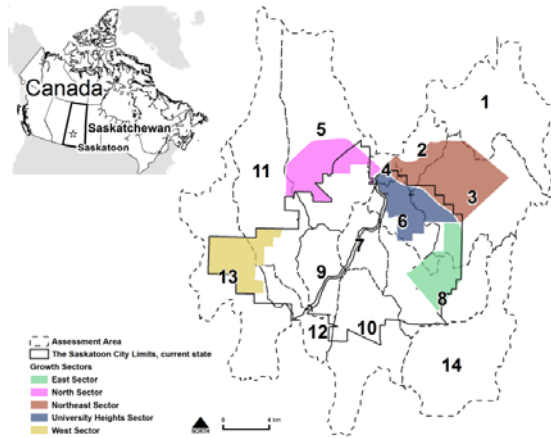 Canada
Saskatchewan
Saskatoon
1
2
3
4
5
6
7
8
9
10
11
12
13
14
Assessment Area
The Saskatoon City Limits, current state
Growth Sectors
East Sector
North Sector
Northeast Sector
University Heights Sector
West Sector
NORTH
0 4 km